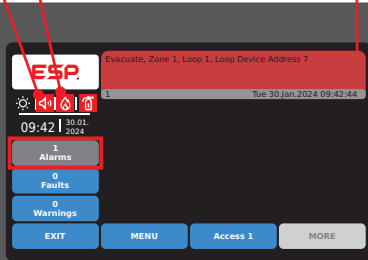 Evacuate, Zone 1, Loop 1, Loop Device Address 7
ESP
1 Tue 30.Jan.2024 09:42:44
09:42 30.01.
2024
1
Alarms
0
Faults
0
Warnings
EXIT MENU Access 1 MORE